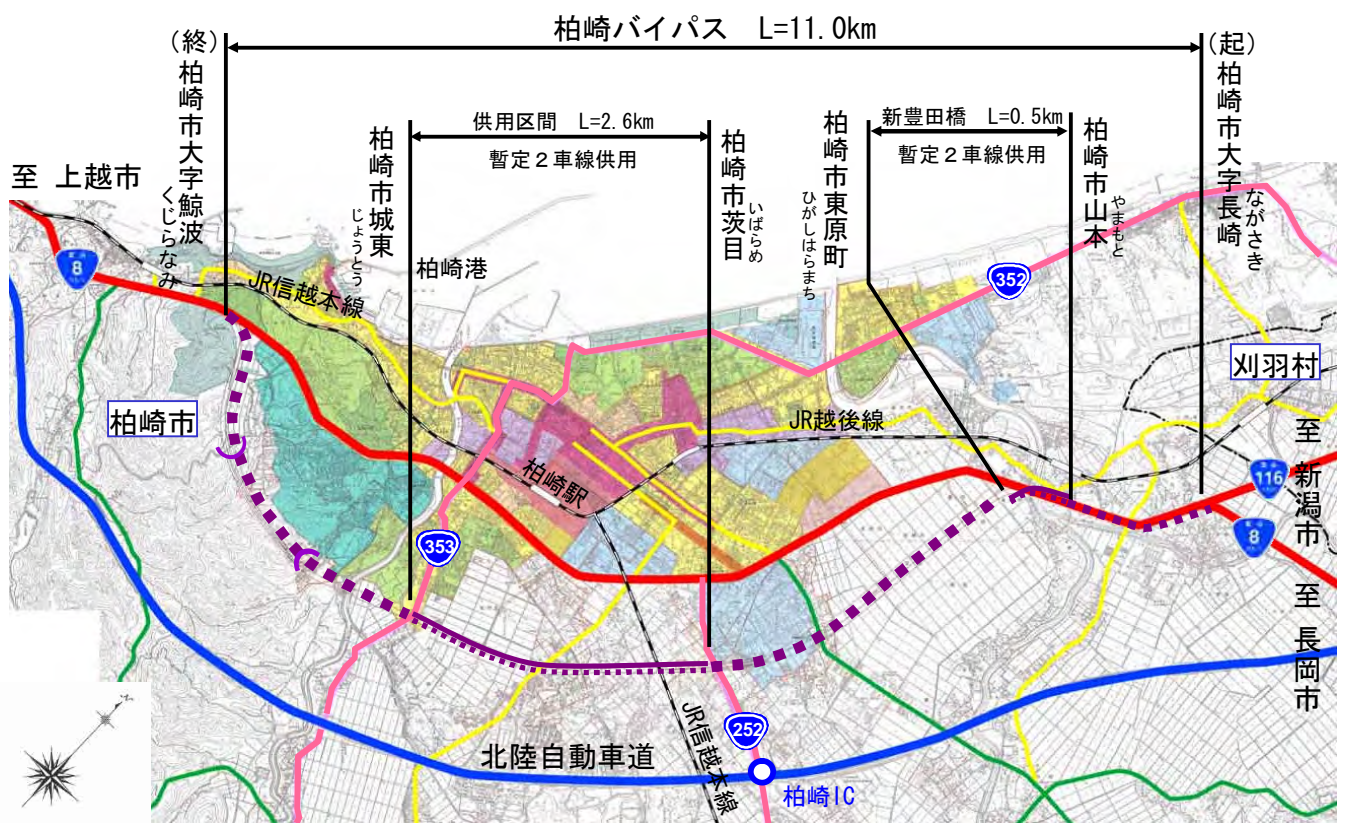 柏崎バイパス L=11.0km
(終)
(起)
柏崎市大字鯨波
くじらなみ
柏崎市城東
じょうとう
供用区間 L=2.6km
暫定2車線供用
柏崎市茨目
いばらめ
柏崎市東原町
ひがしはらまち
新豊田橋 L=0.5km
暫定2車線供用
柏崎市山本
やまもと
柏崎市大字長崎
ながさき
至 上越市
8
JR信越本線
柏崎港
352
刈羽村
柏崎市
JR越後線
柏崎駅
至 新潟市
116
8
353
至 長岡市
252
JR信越本線
北陸自動車道
柏崎IC